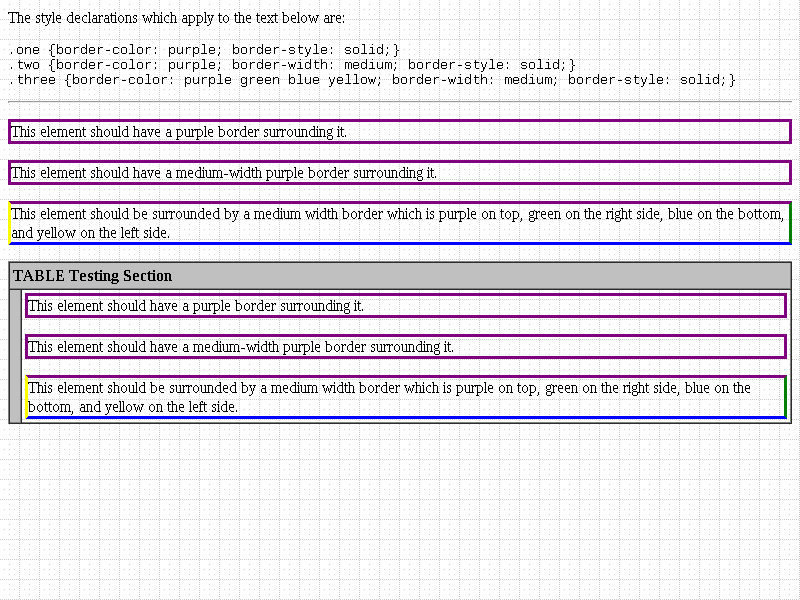 The style declarations which apply to the text below are:
.one {border-color: purple; border-style: solid;}
.two {border-color: purple; border-width: medium; border-style: solid;}
.three {border-color: purple green blue yellow; border-width: medium; border-style: solid;}
This element should have a purple border surrounding it.
This element should have a medium-width purple border surrounding it.
This element should be surrounded by a medium width border which is purple on top, green on the right side, blue on the bottom,
and yellow on the left side.
TABLE Testing Section
This element should have a purple border surrounding it.
This element should have a medium-width purple border surrounding it.
This element should be surrounded by a medium width border which is purple on top, green on the right side, blue on the
bottom, and yellow on the left side.